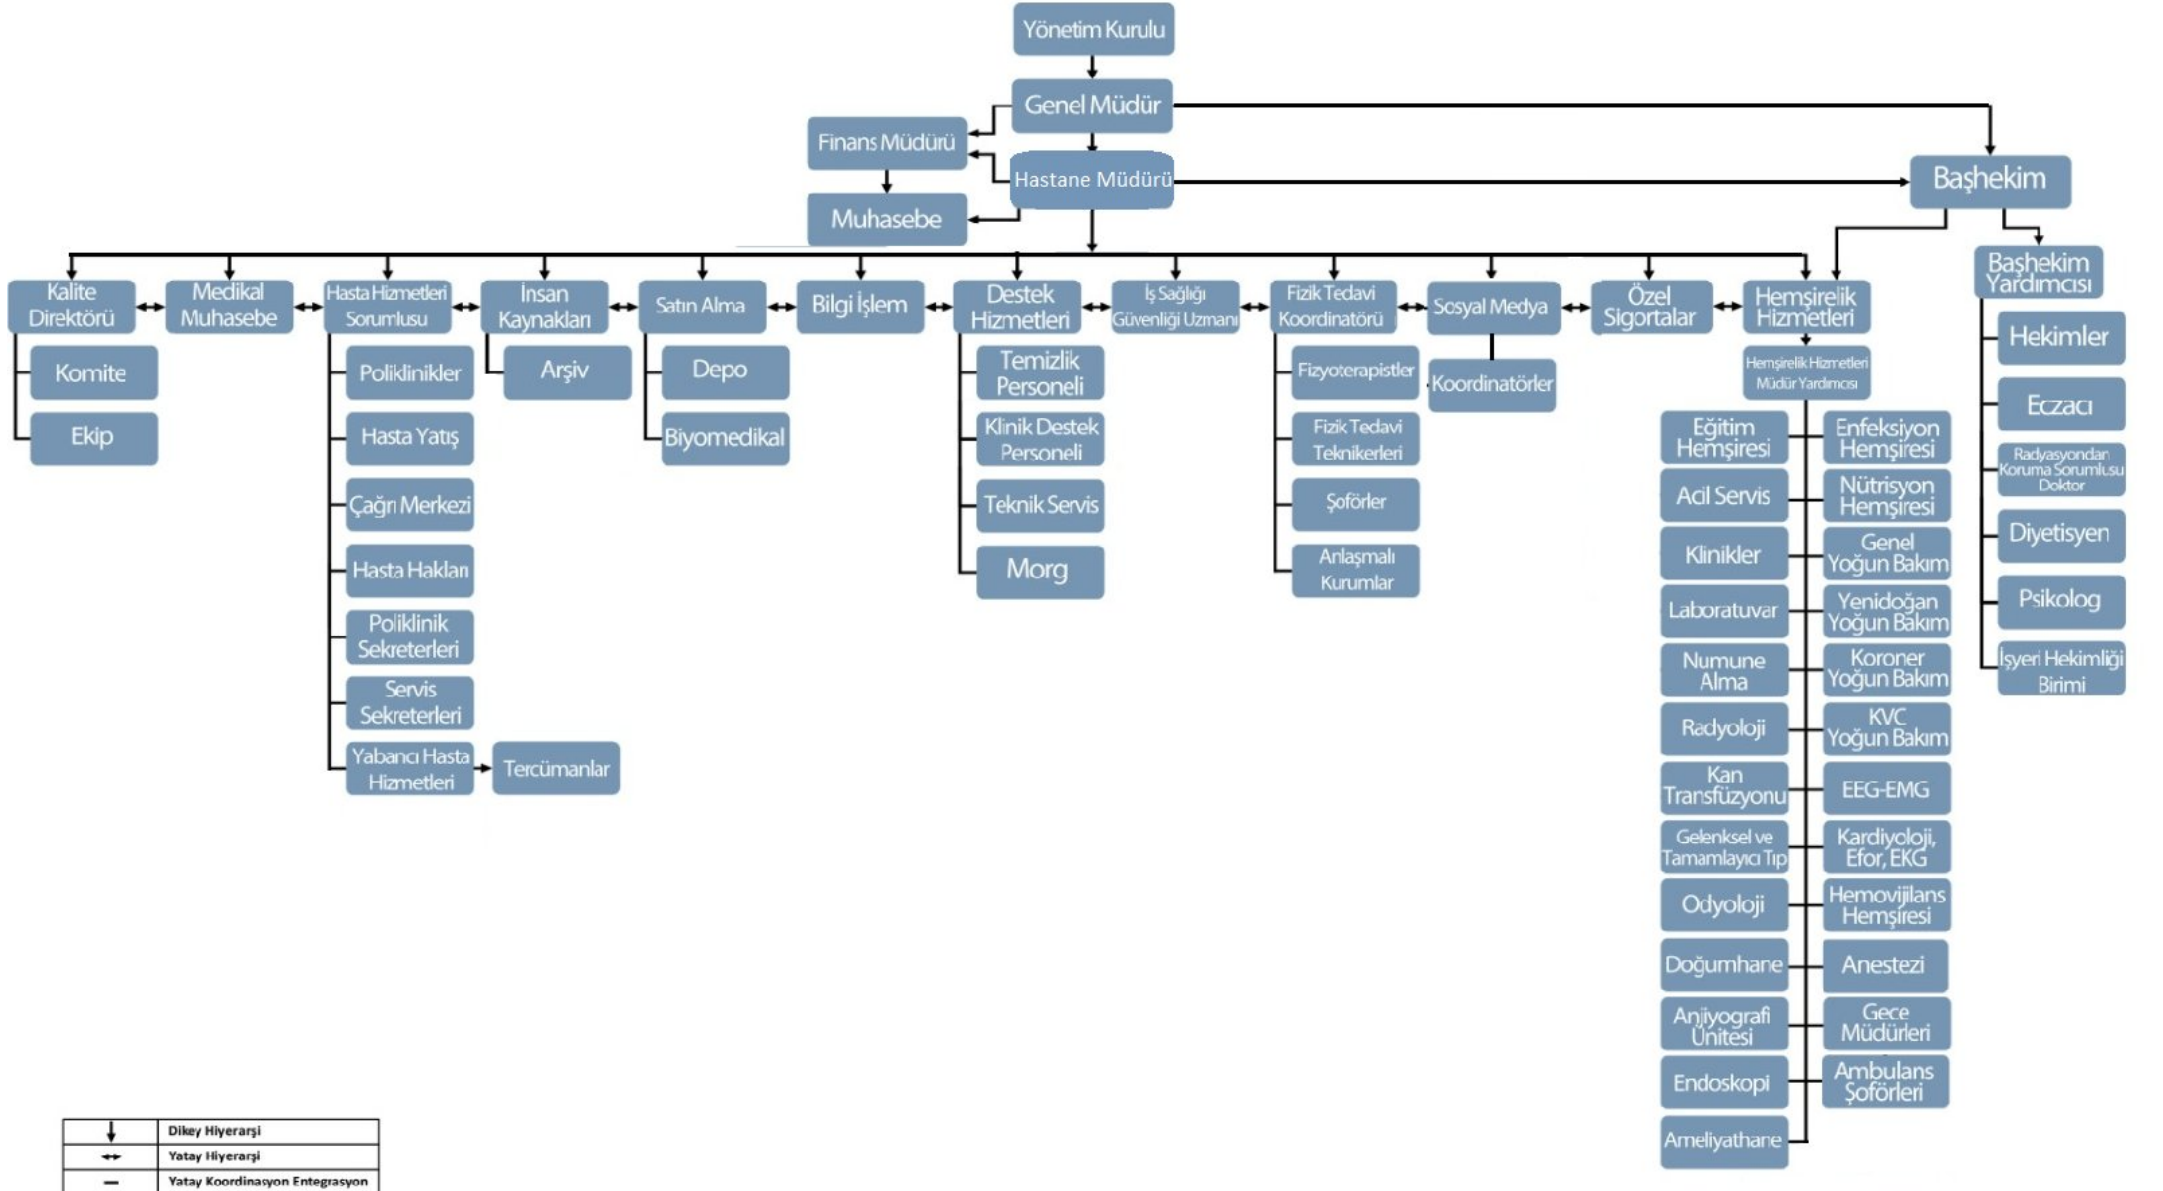 Yönetim Kurulu
Genel Müdür
Finans Müdürü
Hastane Müdürü
Başhekim
Muhasebe
Kalite
Direktörü
Medikal
Muhasebe
Hasta Hizmetleri
Sorumlusu
İnsan
Kaynakları
Satın Alma
Bilgi İşlem
Destek
Hizmetleri
İş Sağlığı
Güvenliği Uzmanı
Fizik Tedavi
Koordinatörü
Sosyal Medya
Özel
Sigortalar
Hemşirelik
Hizmetleri
Başhekim
Yardımcısı
Komite
Ekip
Poliklinikler
Hasta Yatış
Çağrı Merkezi
Hasta Hakları
Poliklinik
Sekreterleri
Servis
Sekreterleri
Yabancı Hasta
Hizmetleri
Tercümanlar
Arşiv
Depo
Biyomedikal
Temizlik
Personeli
Klinik Destek
Personeli
Teknik Servis
Morg
Fizyoterapistler
Fizik Tedavi
Teknikerleri
Şoförler
Anlaşmalı
Kurumlar
Koordinatörler
Hemşirelik Hizmetleri
Müdür Yardımcısı
Eğitim
Hemşiresi
Enfeksiyon
Hemşiresi
Acil Servis
Nütrisyon
Hemşiresi
Klinikler
Genel
Yoğun Bakım
Laboratuvar
Yenidoğan
Yoğun Bakım
Numune
Alma
Koroner
Yoğun Bakım
Radyoloji
KVC
Yoğun Bakım
Kan
Transfüzyonu
EEG-EMG
Gelenksel ve
Tamamlayıcı Tıp
Kardiyoloji,
Efor, EKG
Odyoloji
Hemovijilans
Hemşiresi
Doğumhane
Anestezi
Anjiyografi
Ünitesi
Gece
Müdürleri
Endoskopi
Ambulans
Şoförleri
Ameliyathane
Hekimler
Eczacı
Radyasyondan
Koruma Sorumlusu
Doktor
Diyetisyen
Psikolog
İşyeri Hekimliği
Birimi
Dikey Hiyerarşi
Yatay Hiyerarşi
Yatay Koordinasyon Entegrasyon